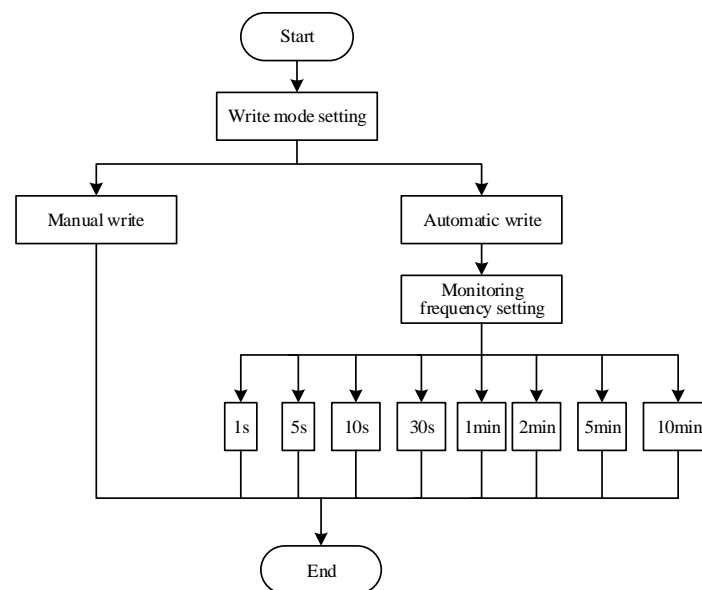 Start
Write mode setting
Manual write
Automatic write
Monitoring
frequency setting
1s
5s
10s
30s
1min
2min
5min
10min
End